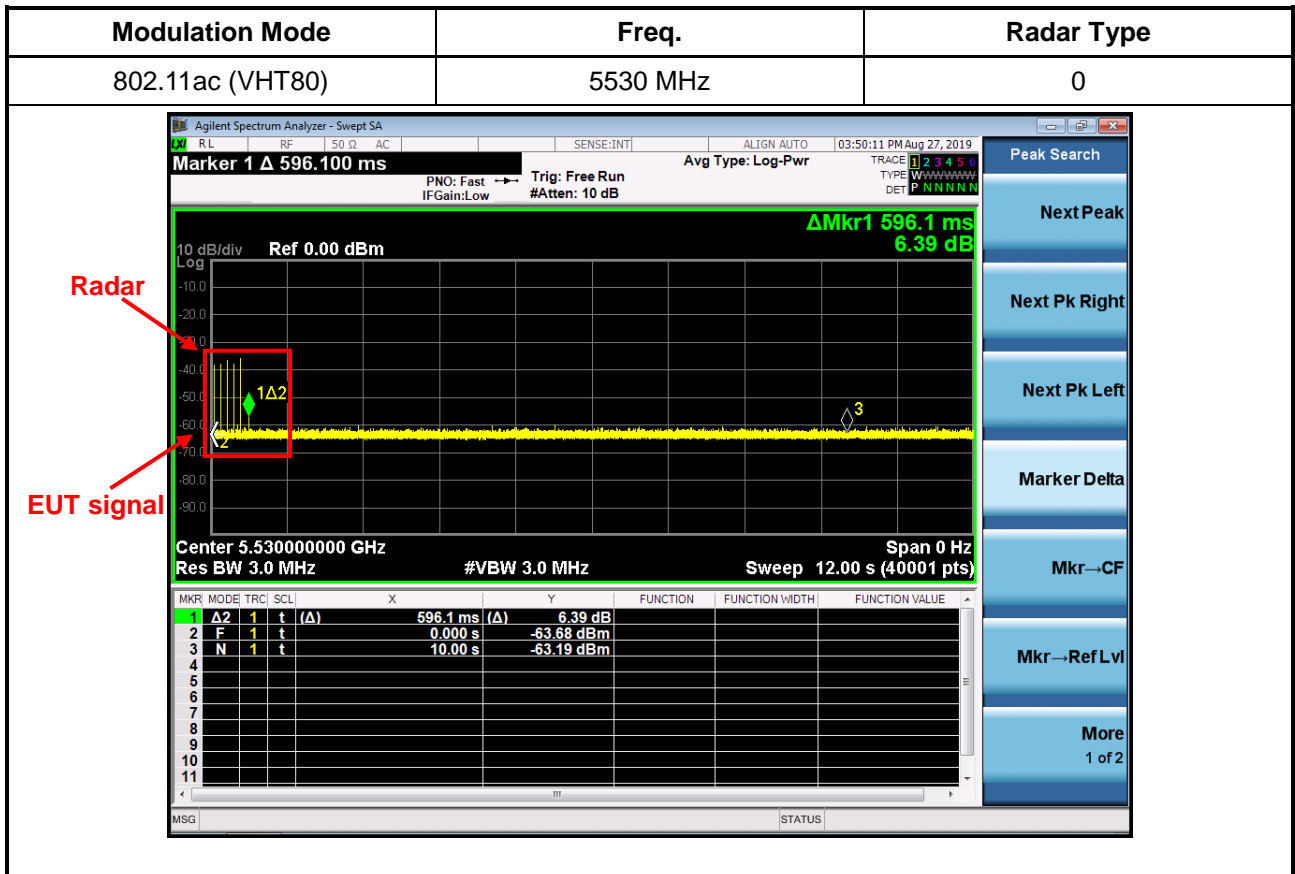 Modulation Mode Freq. Radar Type
802.11ac (VHT80) 5530 MHz 0
Agilent Spectrum Analyzer - Swept SA
LXI RL RF 50 Ω AC SENSE:INT ALIGN AUTO 03:50:11 PM Aug 27, 2019
Marker 1 Δ 596.100 ms
PNO: Fast
IFGain:Low
Trig: Free Run
#Atten: 10 dB
Avg Type: Log-Pwr
TRACE 1 2 3 4 5 6
TYPE WWWWWW
DET P N N N N N
Peak Search
Next Peak
Next Pk Right
Next Pk Left
Marker Delta
Mkr→CF
Mkr→Ref Lvl
More
1 of 2
ΔMkr1 596.1 ms
6.39 dB
10 dB/div Ref 0.00 dBm
Log
-10.0
-20.0
-40.0
-50.0
-60.0
-70.0
-80.0
-90.0
Radar
EUT signal
1Δ2
2
3
Center 5.530000000 GHz Span 0 Hz
Res BW 3.0 MHz #VBW 3.0 MHz Sweep 12.00 s (40001 pts)
MKR MODE TRC SCL X Y FUNCTION FUNCTION WIDTH FUNCTION VALUE
1 Δ2 1 t (Δ) 596.1 ms (Δ) 6.39 dB
2 F 1 t 0.000 s -63.68 dBm
3 N 1 t 10.00 s -63.19 dBm
4
5
6
7
8
9
10
11
MSG STATUS